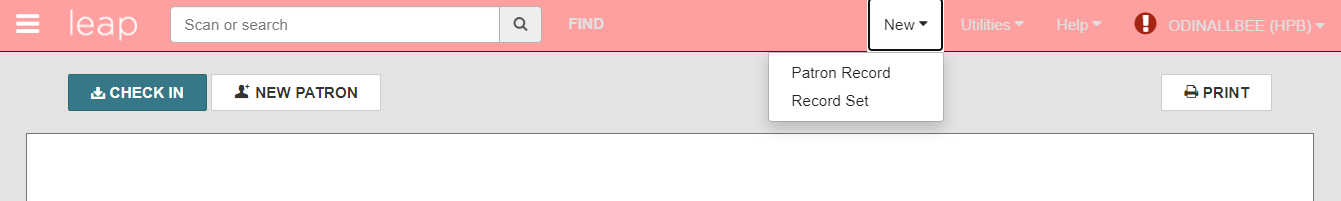 leap Scan or search FIND New Utilities Help ODINALLBEE (HPB)
Patron Record
Record Set
CHECK IN NEW PATRON PRINT